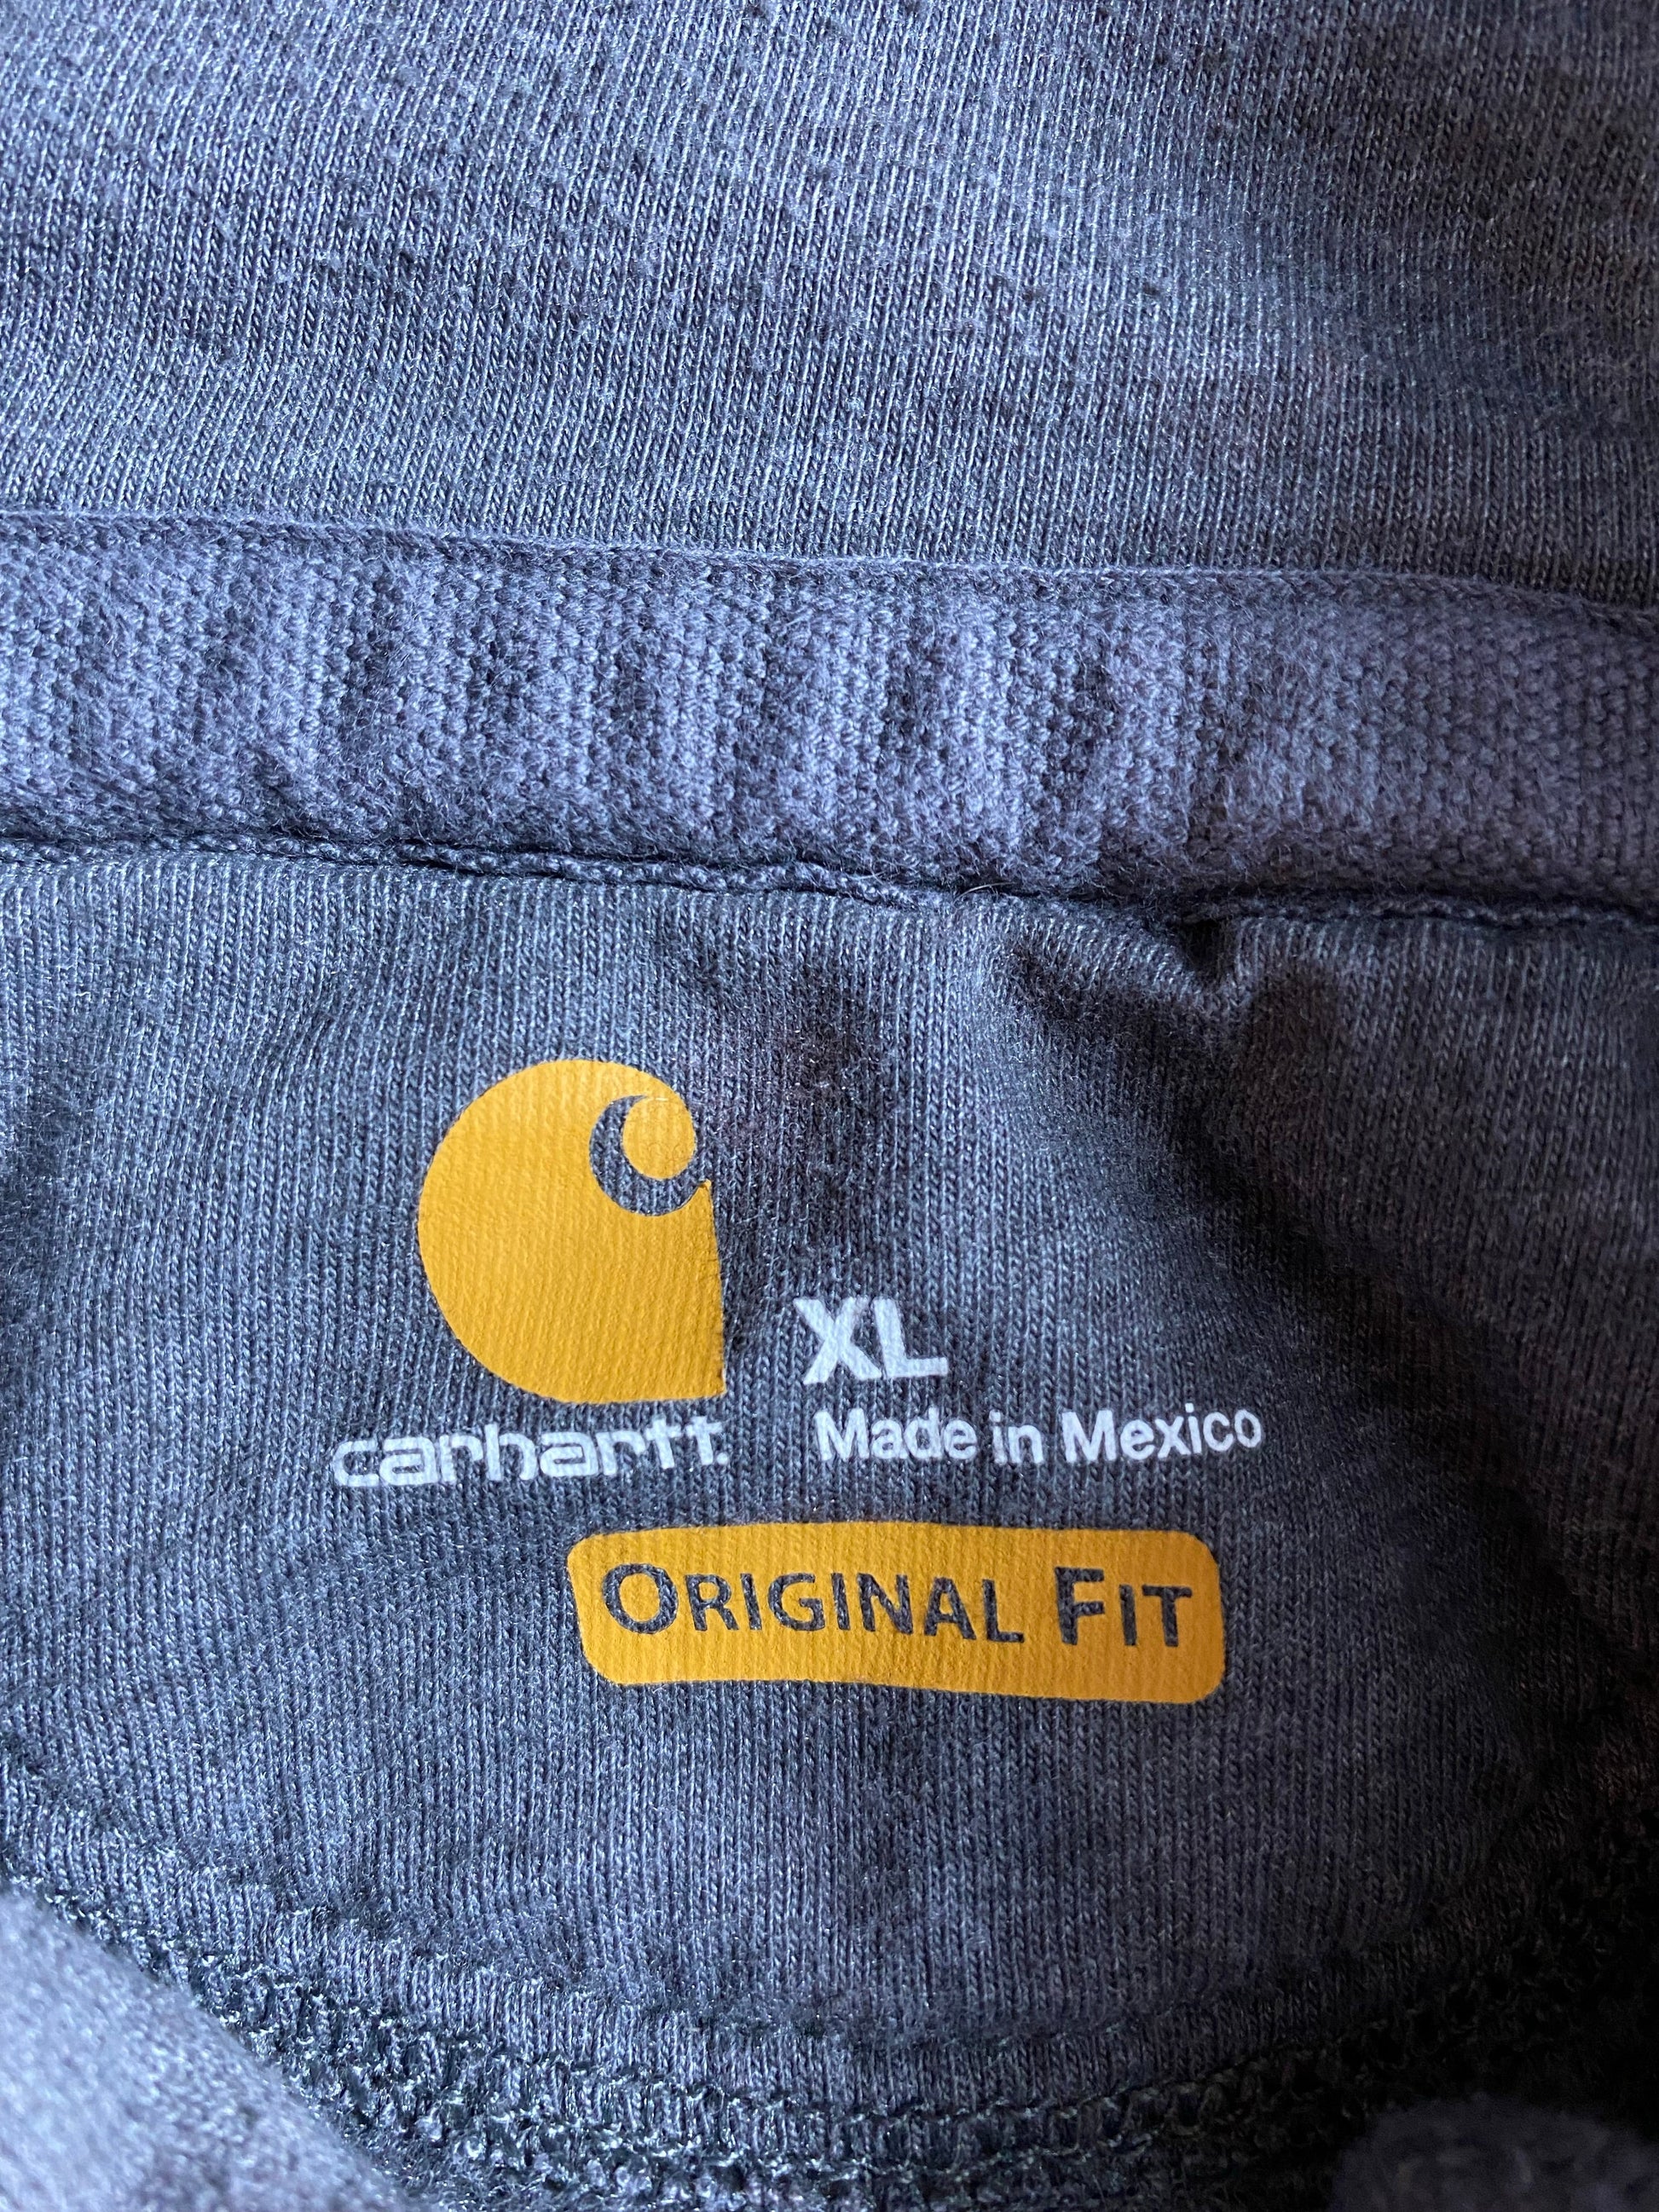 XL
carhartt.
Made in Mexico
ORIGINAL FIT